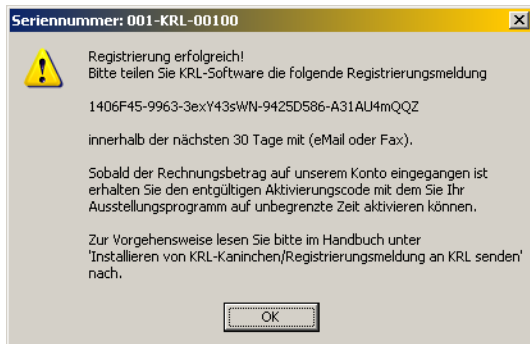 Seriennummer: 001-KRL-00100
Registrierung erfolgreich!
Bitte teilen Sie KRL-Software die folgende Registrierungsmeldung
1406F45-9963-3exY43sWN-9425D586-A31AU4mQQZ
innerhalb der nächsten 30 Tage mit (eMail oder Fax).
Sobald der Rechnungsbetrag auf unserem Konto eingegangen ist
erhalten Sie den entgültigen Aktivierungscode mit dem Sie Ihr
Ausstellungsprogramm auf unbegrenzte Zeit aktivieren können.
Zur Vorgehensweise lesen Sie bitte im Handbuch unter
'Installieren von KRL-Kaninchen/Registrierungsmeldung an KRL senden'
nach.
OK